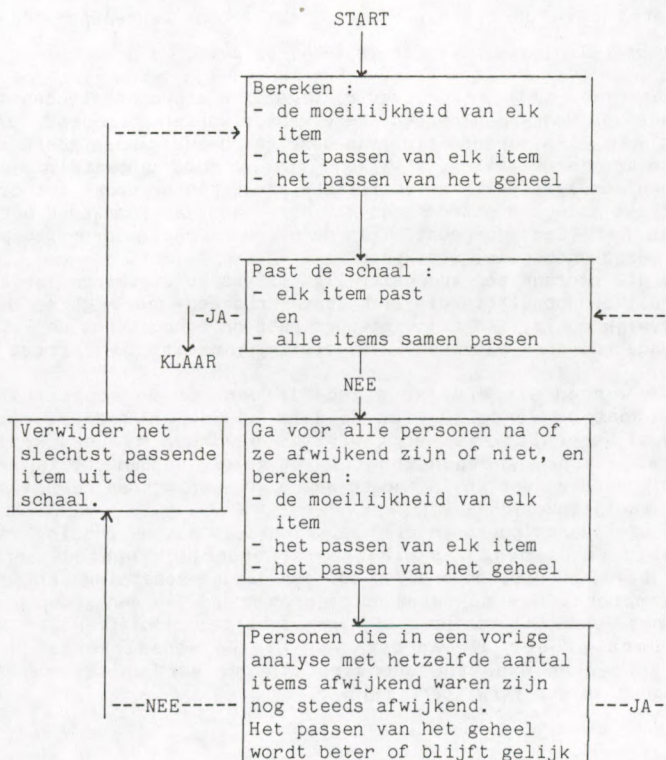 START
Bereken :
- de moeilijkheid van elk
item
- het passen van elk item
- het passen van het geheel
Past de schaal :
- elk item past
en
alle items samen passen
-JA-
KLAAR
NEE
Verwijder het
slechtst passende
item uit de
schaal.
Ga voor alle personen na of
ze afwijkend zijn of niet, en
bereken :
- de moeilijkheid van elk
item
- het passen van elk item
- het passen van het geheel
Personen die in een vorige
analyse met hetzelfde aantal
items afwijkend waren zijn
nog steeds afwijkend.
Het passen van het geheel
wordt beter of blijft gelijk
---NEE----
---JA-